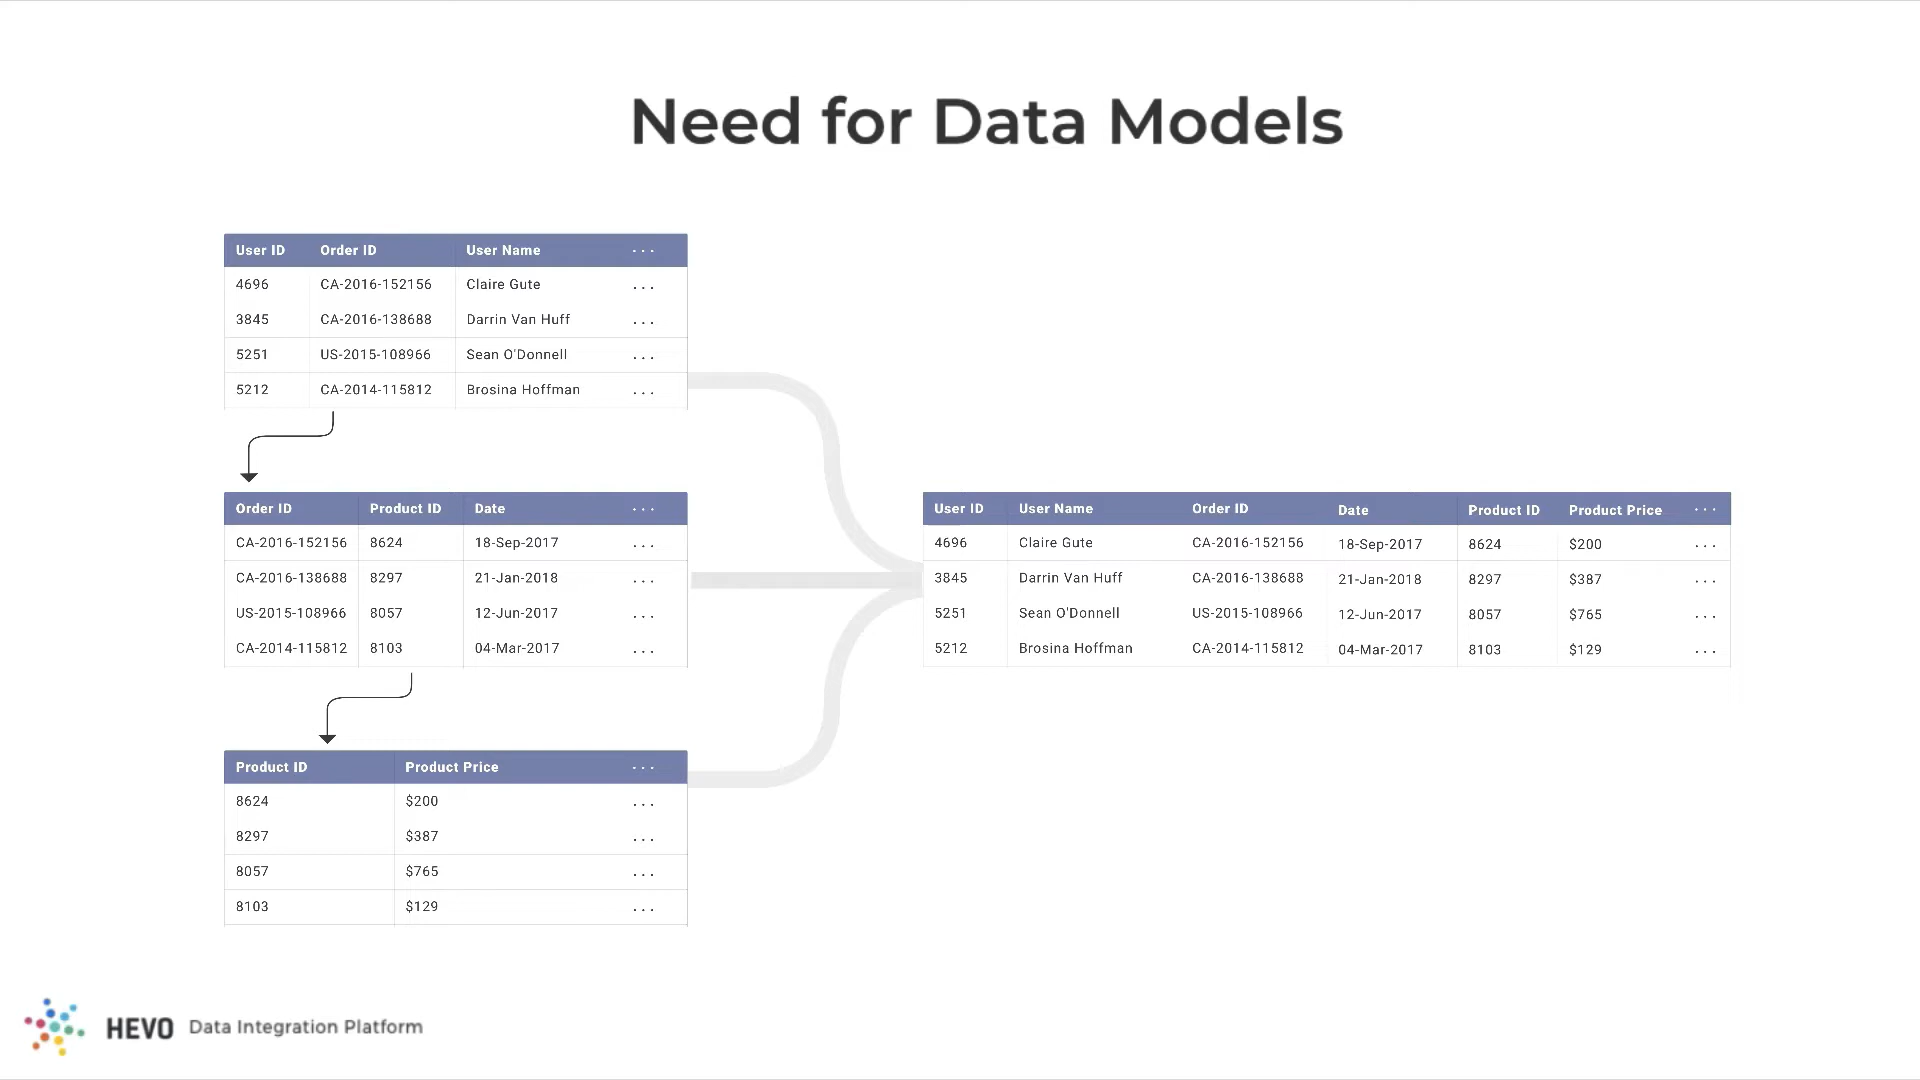 Need for Data Models
User ID Order ID User Name ...
4696 CA-2016-152156 Claire Gute ...
3845 CA-2016-138688 Darrin Van Huff ...
5251 US-2015-108966 Sean O'Donnell ...
5212 CA-2014-115812 Brosina Hoffman ...
Order ID Product ID Date ...
CA-2016-152156 8624 18-Sep-2017 ...
CA-2016-138688 8297 21-Jan-2018 ...
US-2015-108966 8057 12-Jun-2017 ...
CA-2014-115812 8103 04-Mar-2017 ...
Product ID Product Price ...
8624 $200 ...
8297 $387 ...
8057 $765 ...
8103 $129 ...
User ID User Name Order ID Date Product ID Product Price ...
4696 Claire Gute CA-2016-152156 18-Sep-2017 8624 $200 ...
3845 Darrin Van Huff CA-2016-138688 21-Jan-2018 8297 $387 ...
5251 Sean O'Donnell US-2015-108966 12-Jun-2017 8057 $765 ...
5212 Brosina Hoffman CA-2014-115812 04-Mar-2017 8103 $129 ...
HEVO Data Integration Platform